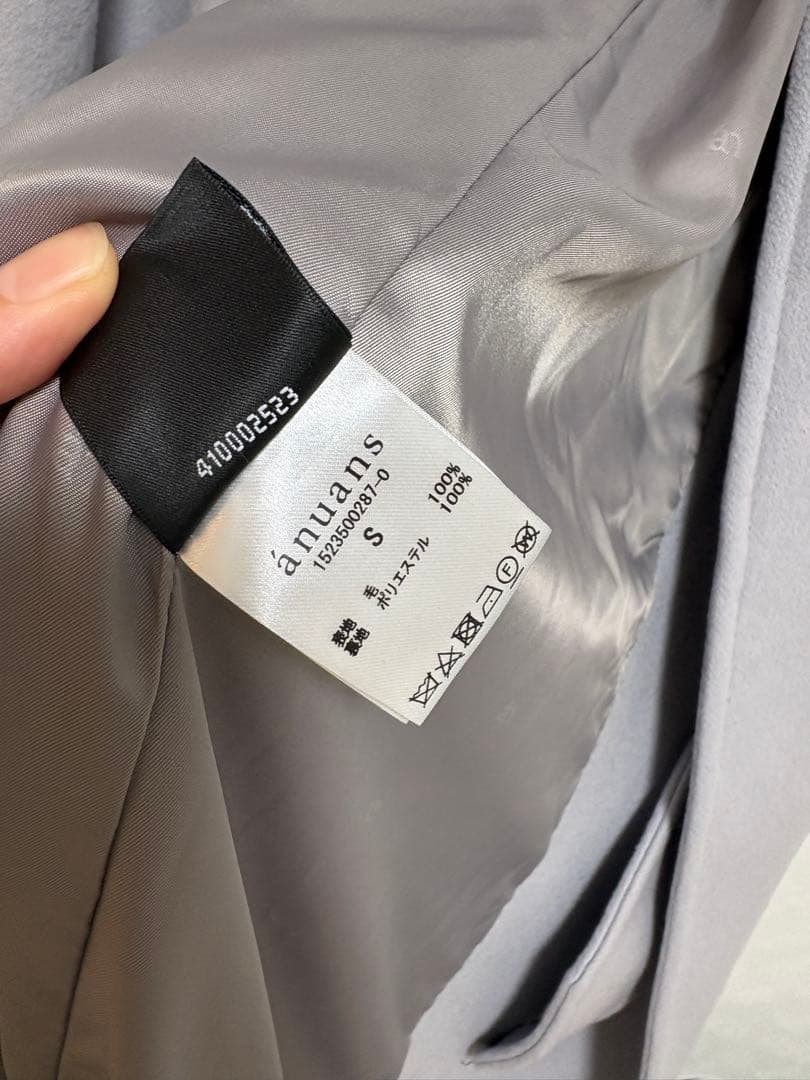 410002523
ánuans
1523500287-0
S
表地 毛 100%
裏地 ポリエステル 100%
F
W